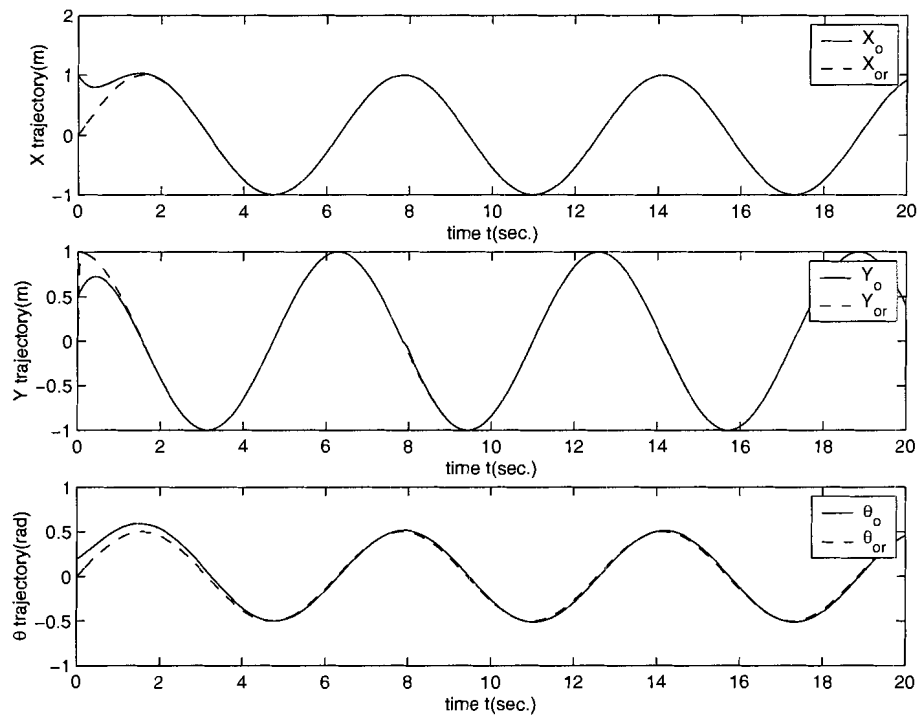 2
1
0
−1
X trajectory(m)
X_o
X_or
0 2 4 6 8 10 12 14 16 18 20
time t(sec.)
1
0.5
0
−0.5
−1
Y trajectory(m)
Y_o
Y_or
0 2 4 6 8 10 12 14 16 18 20
time t(sec.)
1
0.5
0
−0.5
−1
θ trajectory(rad)
θ_o
θ_or
0 2 4 6 8 10 12 14 16 18 20
time t(sec.)